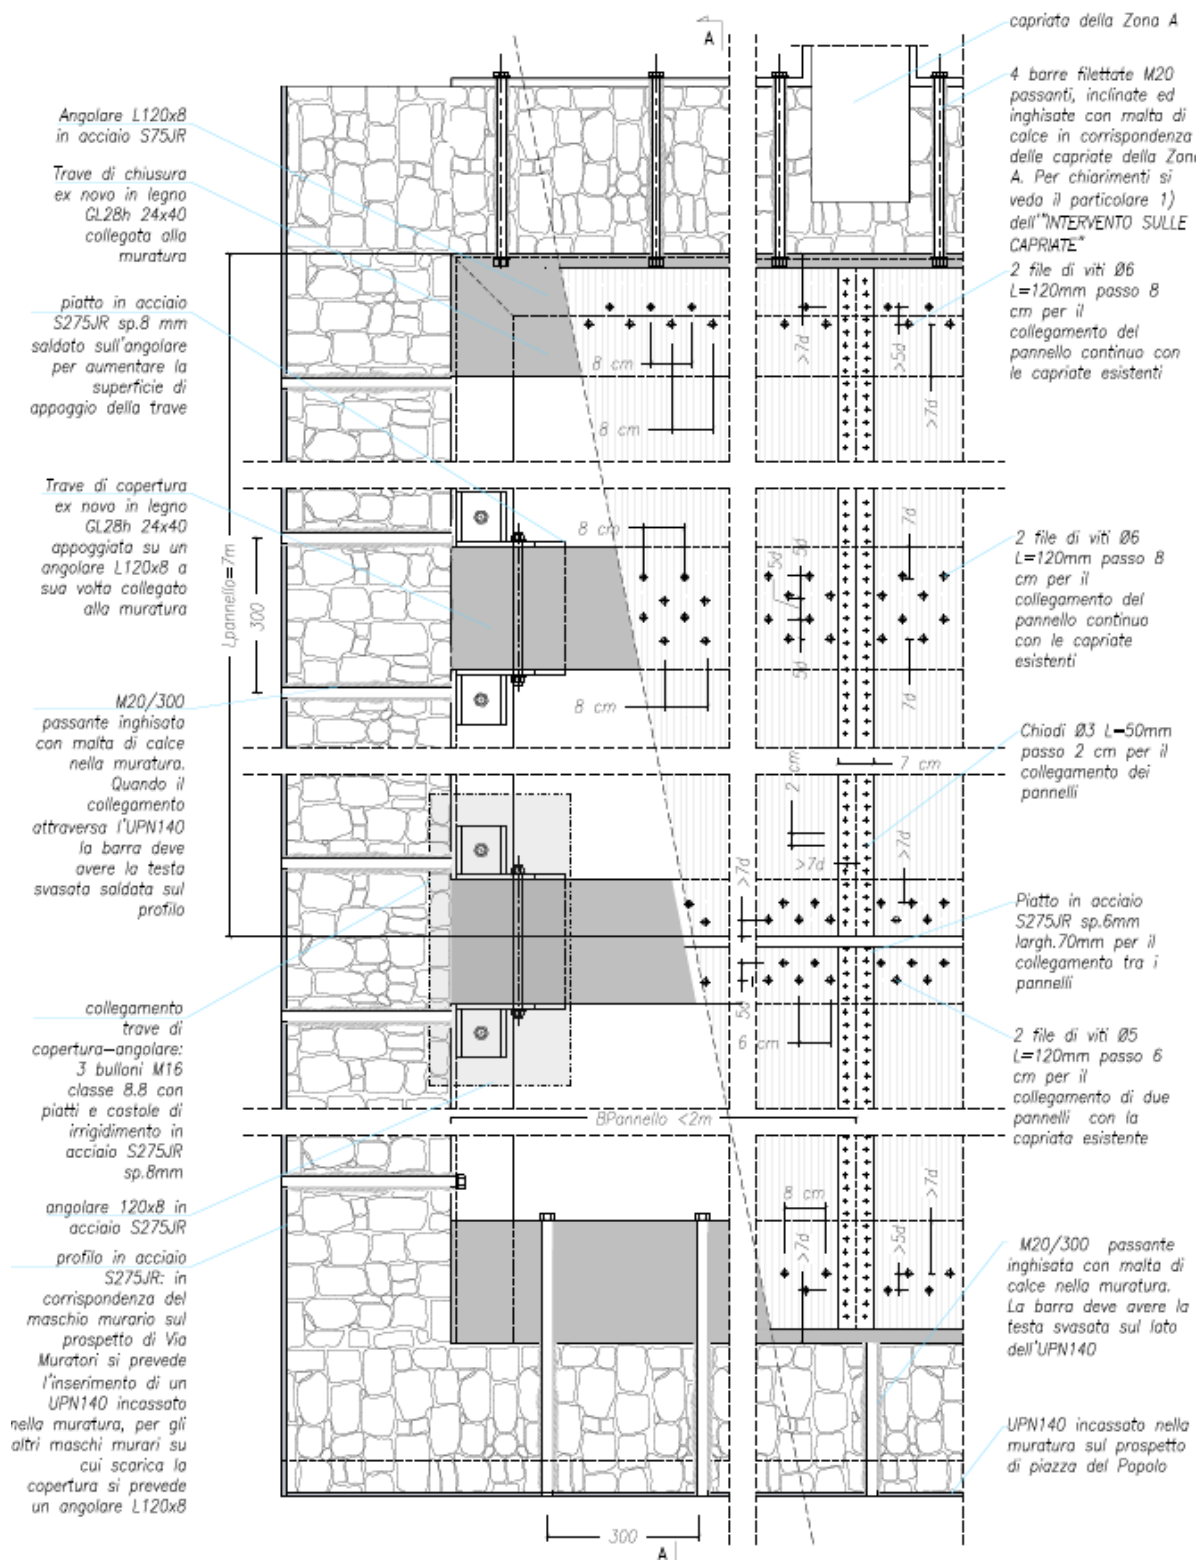 Angolare L120x8
in acciaio S75JR
Trave di chiusura
ex novo in legno
GL28h 24x40
collegata alla
muratura
piatto in acciaio
S275JR sp.8 mm
saldato sull'angolare
per aumentare la
superficie di
appoggio della trave
Trave di copertura
ex novo in legno
GL28h 24x40
appoggiata su un
angolare L120x8 a
sua volta collegato
alla muratura
M20/300
passante inghisata
con malta di calce
nella muratura.
Quando il
collegamento
attraversa l'UPN140
la barra deve
avere la testa
svasata saldata sul
profilo
collegamento
trave di
copertura-angolare:
3 bulloni M16
classe 8.8 con
piatti e costole di
irrigidimento in
acciaio S275JR
sp.8mm
angolare 120x8 in
acciaio S275JR
profilo in acciaio
S275JR: in
corrispondenza del
maschio murario sul
prospetto di Via
Muratori si prevede
l'inserimento di un
UPN140 incassato
nella muratura, per gli
altri maschi murari su
cui scarica la
copertura si prevede
un angolare L120x8
A
Lpannello=7m
300
8 cm
8 cm
>7d
>5d
>7d
8 cm
8 cm
5d
5d
5d
7d
7d
2 cm
7 cm
>7d
>7d
>7d
5d
6 cm
BPannello <2m
8 cm
>7d
>5d
>7d
300
A
capriata della Zona A
4 barre filettate M20
passanti, inclinate ed
inghisate con malta di
calce in corrispondenza
delle capriate della Zona
A. Per chiarimenti si
veda il particolare 1)
dell'"INTERVENTO SULLE
CAPRIATE"
2 file di viti Ø6
L=120mm passo 8
cm per il
collegamento del
pannello continuo con
le capriate esistenti
2 file di viti Ø6
L=120mm passo 8
cm per il
collegamento del
pannello continuo
con le capriate
esistenti
Chiodi Ø3 L=50mm
passo 2 cm per il
collegamento dei
pannelli
Piatto in acciaio
S275JR sp.6mm
largh.70mm per il
collegamento tra i
pannelli
2 file di viti Ø5
L=120mm passo 6
cm per il
collegamento di due
pannelli con la
capriata esistente
M20/300 passante
inghisata con malta di
calce nella muratura.
La barra deve avere la
testa svasata sul lato
dell'UPN140
UPN140 incassato nella
muratura sul prospetto
di piazza del Popolo